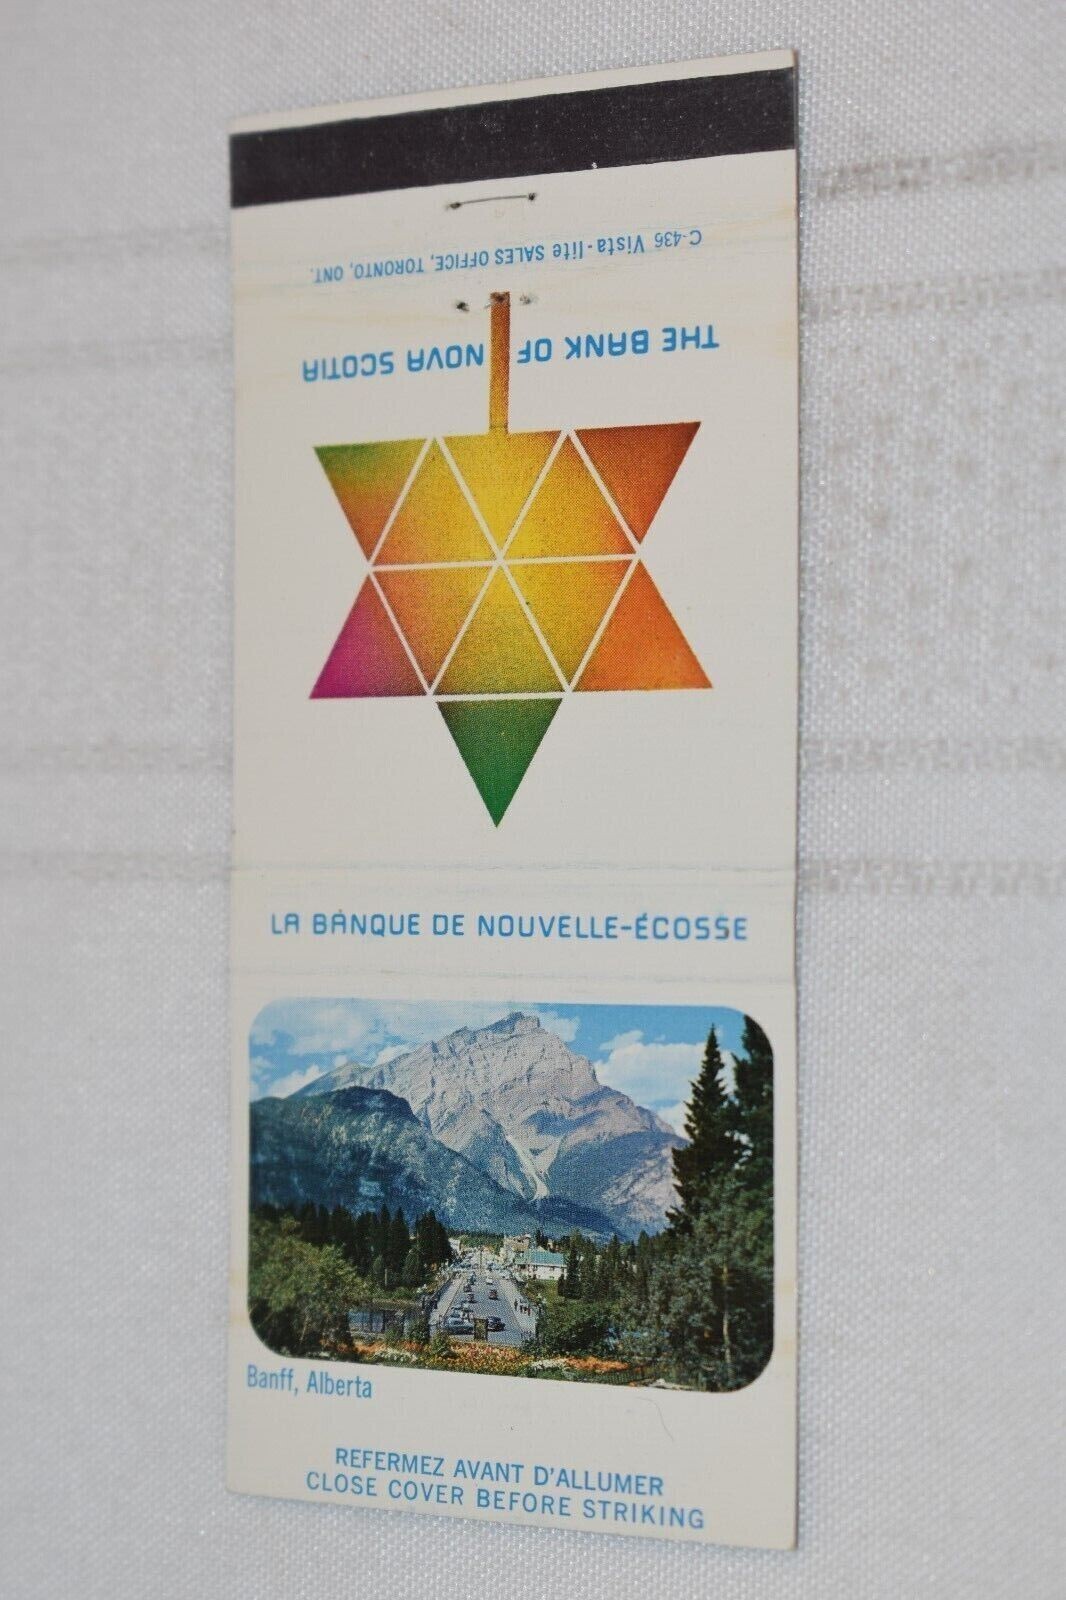 C-436 Vista-lite SALES OFFICE, TORONTO, ONT.
THE BANK OF NOVA SCOTIA
LA BANQUE DE NOUVELLE-ÉCOSSE
Banff, Alberta
REFERMEZ AVANT D'ALLUMER
CLOSE COVER BEFORE STRIKING